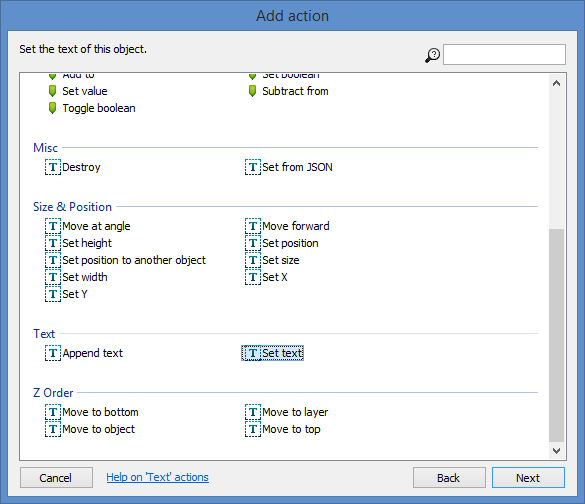 Add action
Set the text of this object.
Add to Set boolean
Set value Subtract from
Toggle boolean
Misc
Destroy Set from JSON
Size & Position
Move at angle Move forward
Set height Set position
Set position to another object Set size
Set width Set X
Set Y
Text
Append text Set text
Z Order
Move to bottom Move to layer
Move to object Move to top
Cancel Help on 'Text' actions Back Next